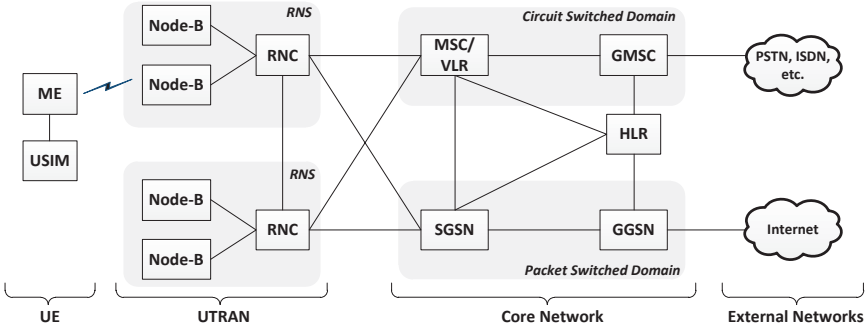 RNS
Circuit Switched Domain
Node-B
Node-B
RNC
MSC/
VLR
GMSC
PSTN, ISDN,
etc.
ME
USIM
HLR
RNS
Node-B
Node-B
RNC
SGSN
GGSN
Internet
Packet Switched Domain
UE
UTRAN
Core Network
External Networks